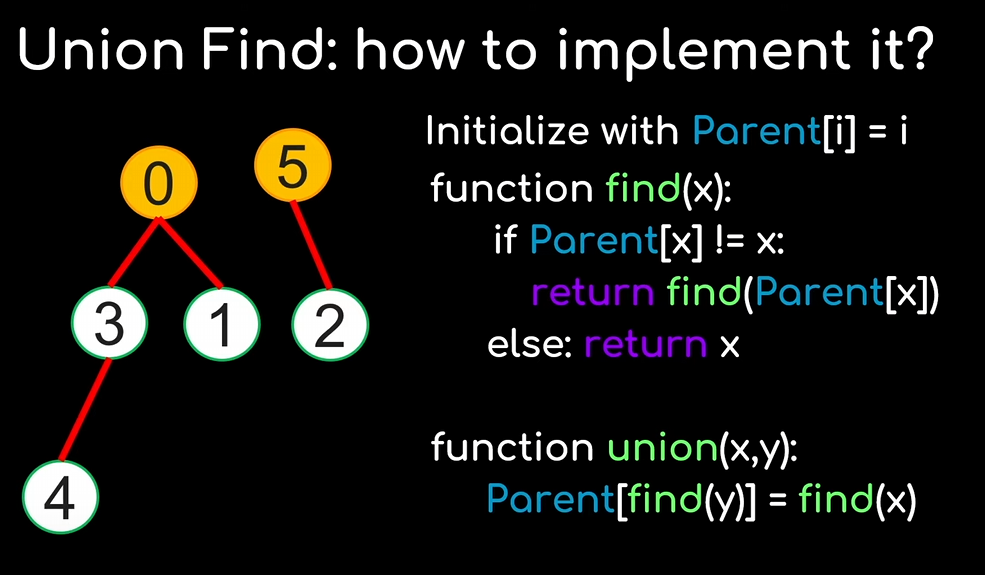 Union Find: how to implement it?
Initialize with Parent[i] = i
function find(x):
if Parent[x] != x:
return find(Parent[x])
else: return x
function union(x,y):
Parent[find(y)] = find(x)
0
5
3
1
2
4